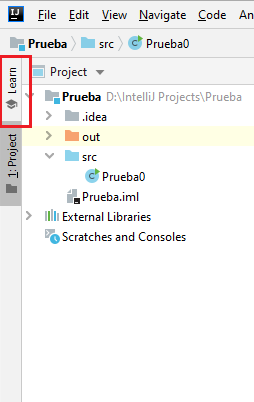 IJ File Edit View Navigate Code
Prueba src Prueba0
Learn
1: Project
Project
Prueba D:\IntelliJ Projects\Prueba
.idea
out
src
C Prueba0
Prueba.iml
External Libraries
Scratches and Consoles